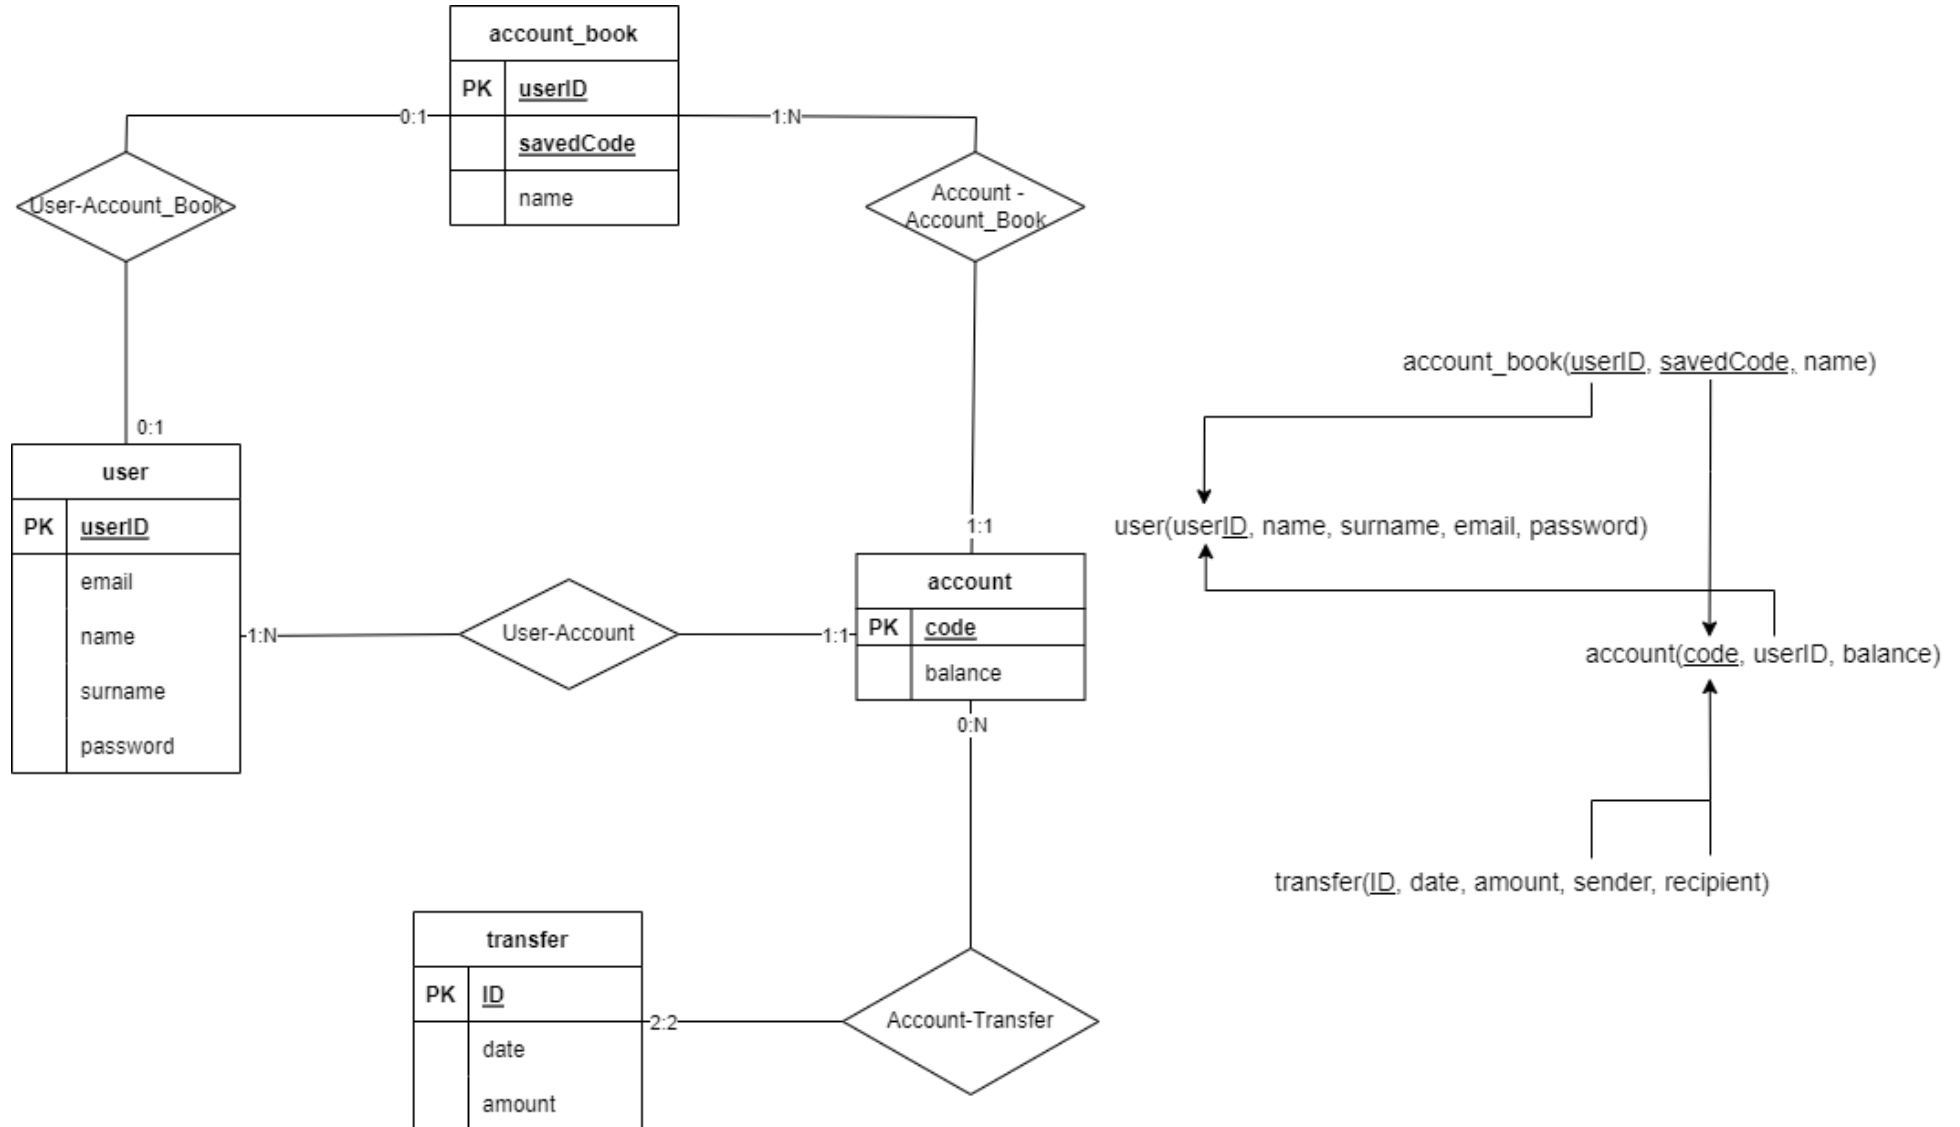 account_book
PK userID
savedCode
name
0:1
1:N
User-Account_Book
Account -
Account_Book
0:1
user
PK userID
email
name
surname
password
1:N
User-Account
1:1
1:1
account
PK code
balance
0:N
transfer
PK ID
date
amount
2:2
Account-Transfer
account_book(userID, savedCode, name)
user(userID, name, surname, email, password)
account(code, userID, balance)
transfer(ID, date, amount, sender, recipient)